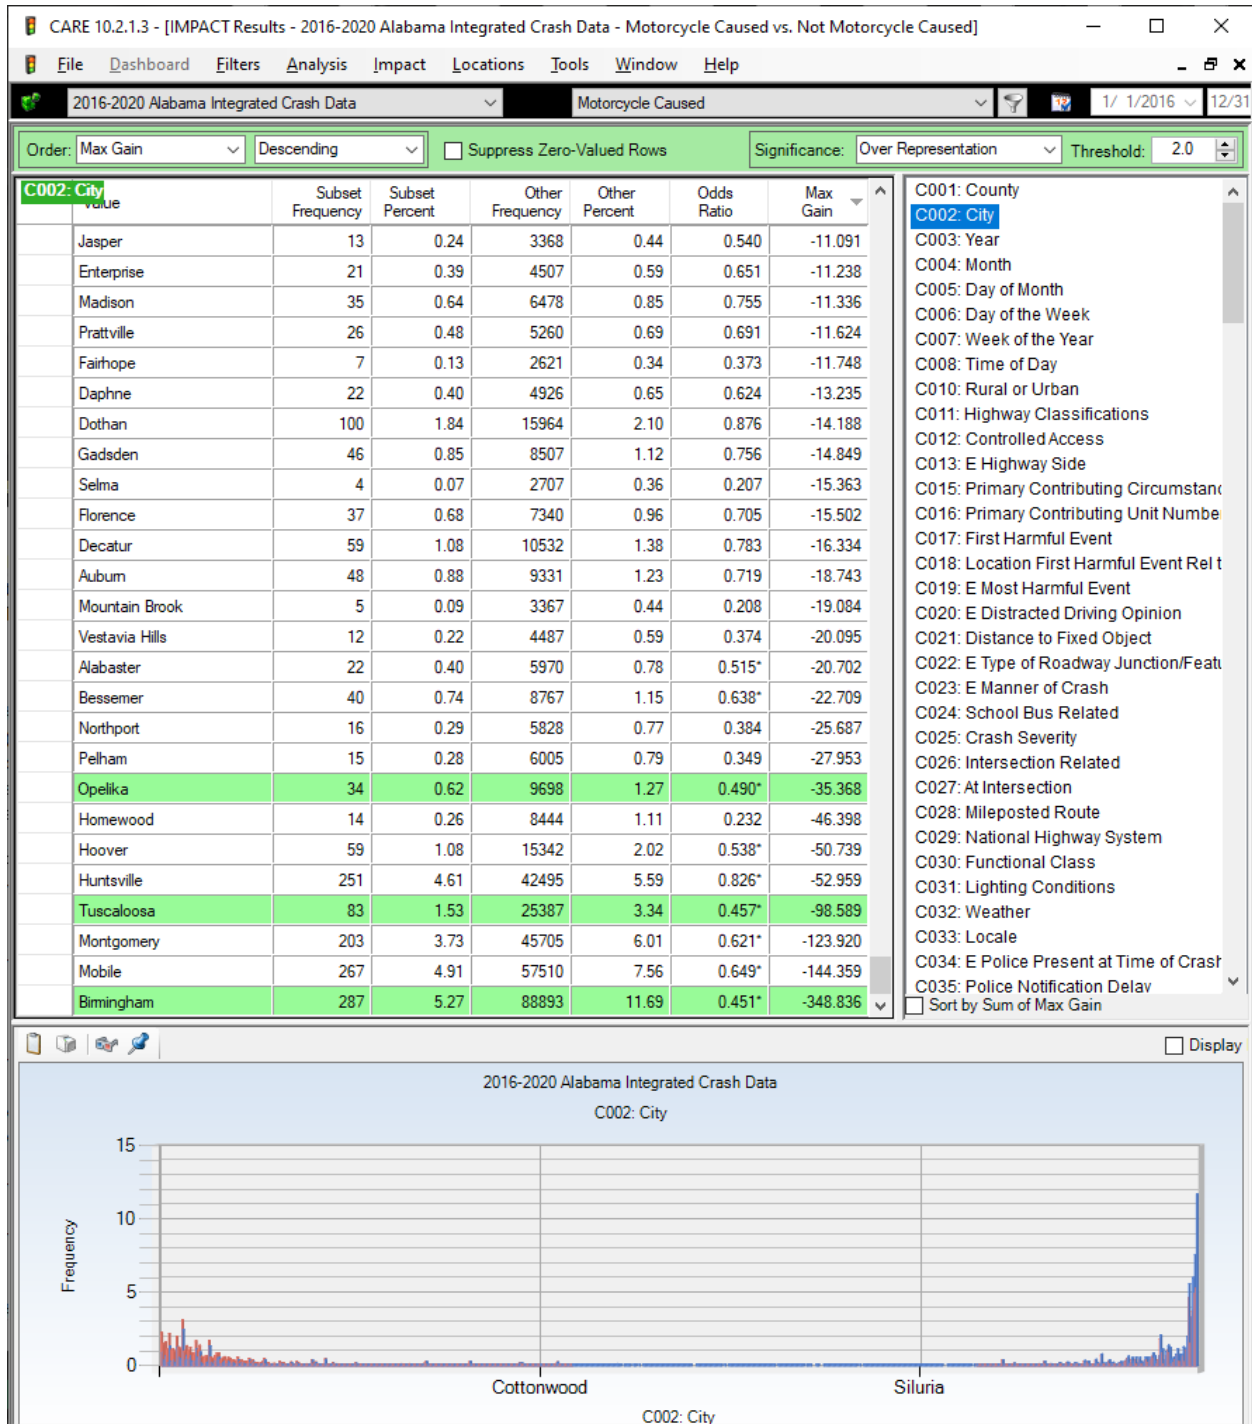 CARE 10.2.1.3 - [IMPACT Results - 2016-2020 Alabama Integrated Crash Data - Motorcycle Caused vs. Not Motorcycle Caused]
File Dashboard Filters Analysis Impact Locations Tools Window Help
2016-2020 Alabama Integrated Crash Data Motorcycle Caused 1/ 1/2016 12/31
Order: Max Gain Descending Suppress Zero-Valued Rows Significance: Over Representation Threshold: 2.0
C002: City Subset Frequency Subset Percent Other Frequency Other Percent Odds Ratio Max Gain
Jasper 13 0.24 3368 0.44 0.540 -11.091
Enterprise 21 0.39 4507 0.59 0.651 -11.238
Madison 35 0.64 6478 0.85 0.755 -11.336
Prattville 26 0.48 5260 0.69 0.691 -11.624
Fairhope 7 0.13 2621 0.34 0.373 -11.748
Daphne 22 0.40 4926 0.65 0.624 -13.235
Dothan 100 1.84 15964 2.10 0.876 -14.188
Gadsden 46 0.85 8507 1.12 0.756 -14.849
Selma 4 0.07 2707 0.36 0.207 -15.363
Florence 37 0.68 7340 0.96 0.705 -15.502
Decatur 59 1.08 10532 1.38 0.783 -16.334
Auburn 48 0.88 9331 1.23 0.719 -18.743
Mountain Brook 5 0.09 3367 0.44 0.208 -19.084
Vestavia Hills 12 0.22 4487 0.59 0.374 -20.095
Alabaster 22 0.40 5970 0.78 0.515* -20.702
Bessemer 40 0.74 8767 1.15 0.638* -22.709
Northport 16 0.29 5828 0.77 0.384 -25.687
Pelham 15 0.28 6005 0.79 0.349 -27.953
Opelika 34 0.62 9698 1.27 0.490* -35.368
Homewood 14 0.26 8444 1.11 0.232 -46.398
Hoover 59 1.08 15342 2.02 0.538* -50.739
Huntsville 251 4.61 42495 5.59 0.826* -52.959
Tuscaloosa 83 1.53 25387 3.34 0.457* -98.589
Montgomery 203 3.73 45705 6.01 0.621* -123.920
Mobile 267 4.91 57510 7.56 0.649* -144.359
Birmingham 287 5.27 88893 11.69 0.451* -348.836
C001: County
C002: City
C003: Year
C004: Month
C005: Day of Month
C006: Day of the Week
C007: Week of the Year
C008: Time of Day
C010: Rural or Urban
C011: Highway Classifications
C012: Controlled Access
C013: E Highway Side
C015: Primary Contributing Circumstanc
C016: Primary Contributing Unit Numbe
C017: First Harmful Event
C018: Location First Harmful Event Rel t
C019: E Most Harmful Event
C020: E Distracted Driving Opinion
C021: Distance to Fixed Object
C022: E Type of Roadway Junction/Featu
C023: E Manner of Crash
C024: School Bus Related
C025: Crash Severity
C026: Intersection Related
C027: At Intersection
C028: Mileposted Route
C029: National Highway System
C030: Functional Class
C031: Lighting Conditions
C032: Weather
C033: Locale
C034: E Police Present at Time of Crash
C035: Police Notification Delay
Sort by Sum of Max Gain
Display
2016-2020 Alabama Integrated Crash Data
C002: City
15
10
5
0
Frequency
Cottonwood Siluria
C002: City